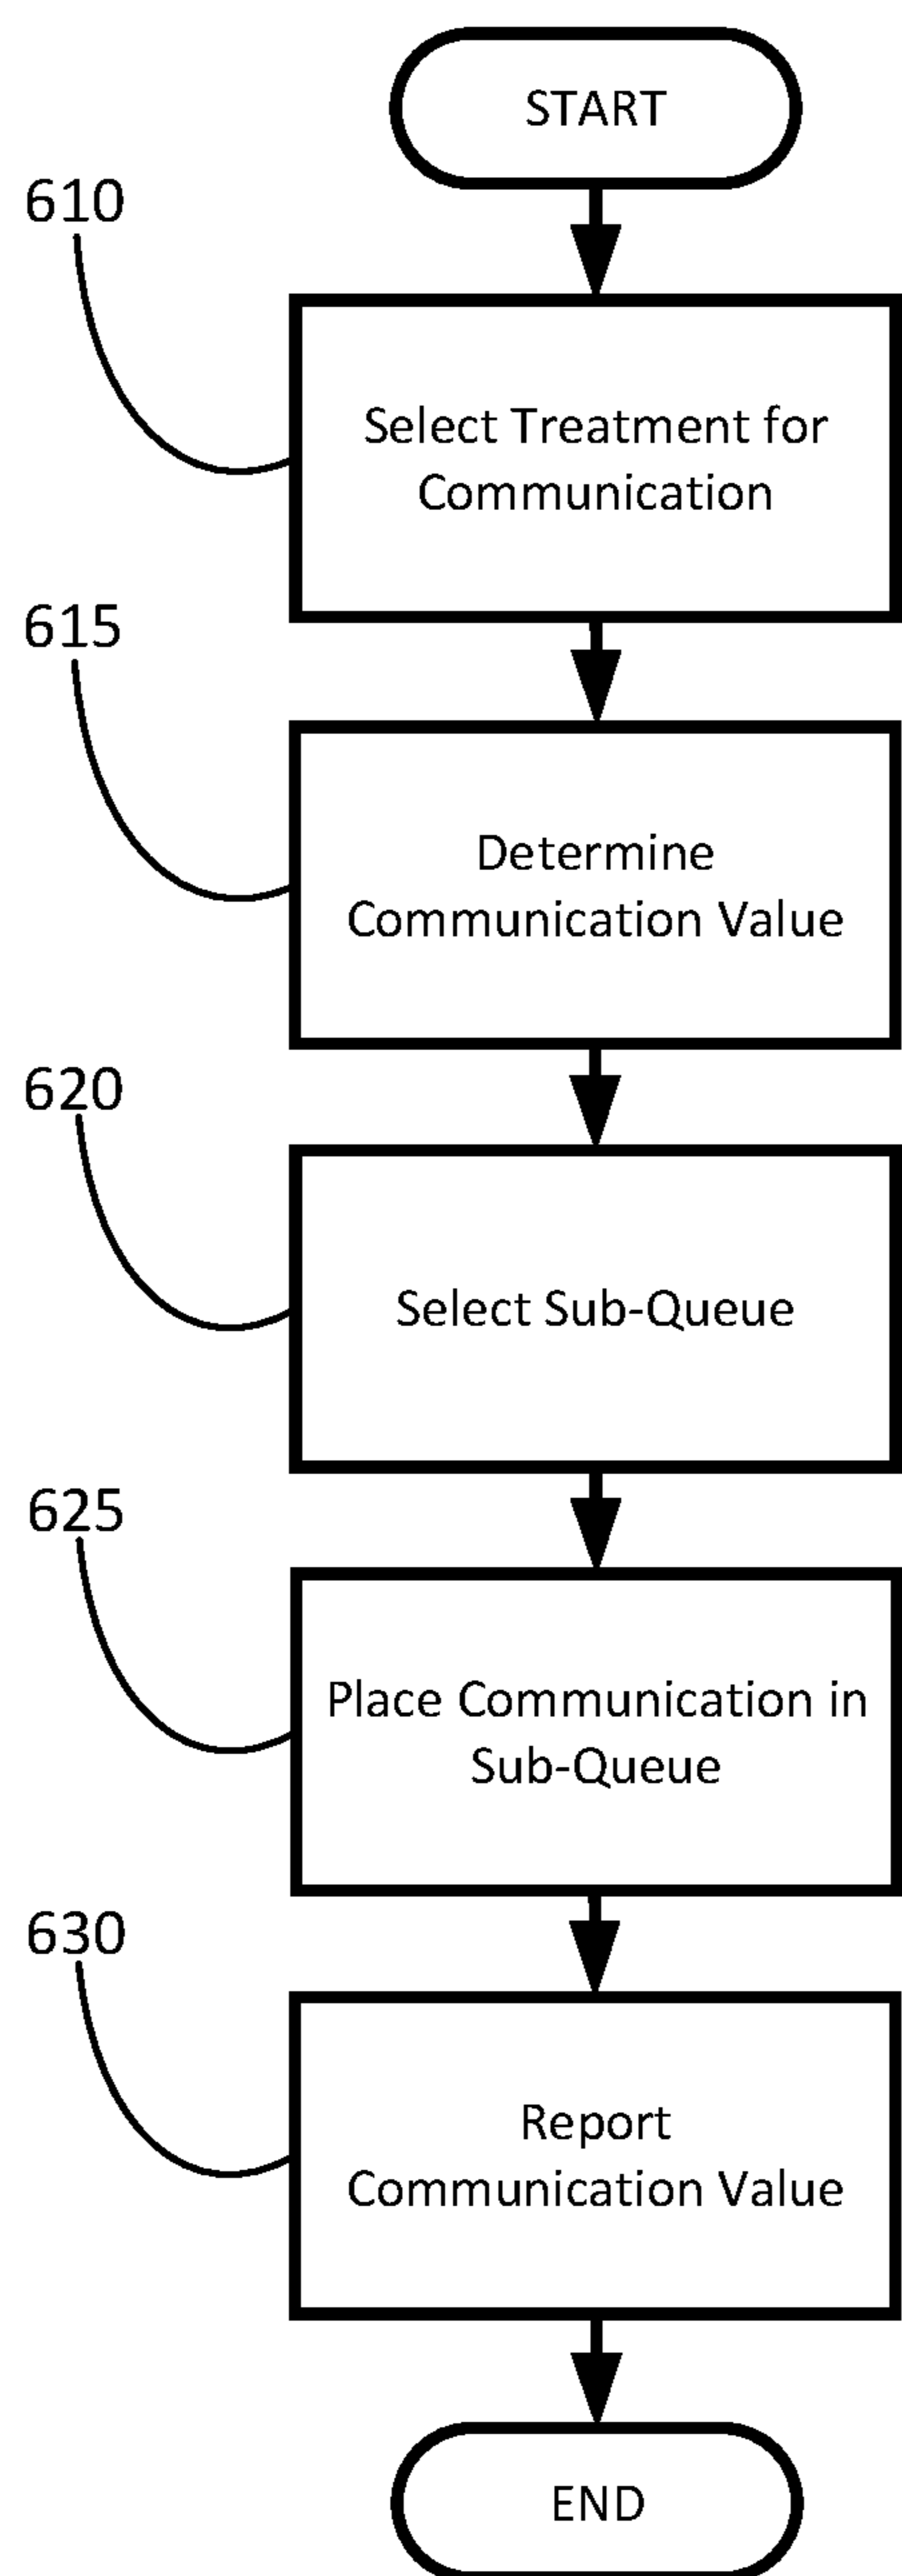 START
610
Select Treatment for
Communication
615
Determine
Communication Value
620
Select Sub-Queue
625
Place Communication in
Sub-Queue
630
Report
Communication Value
END